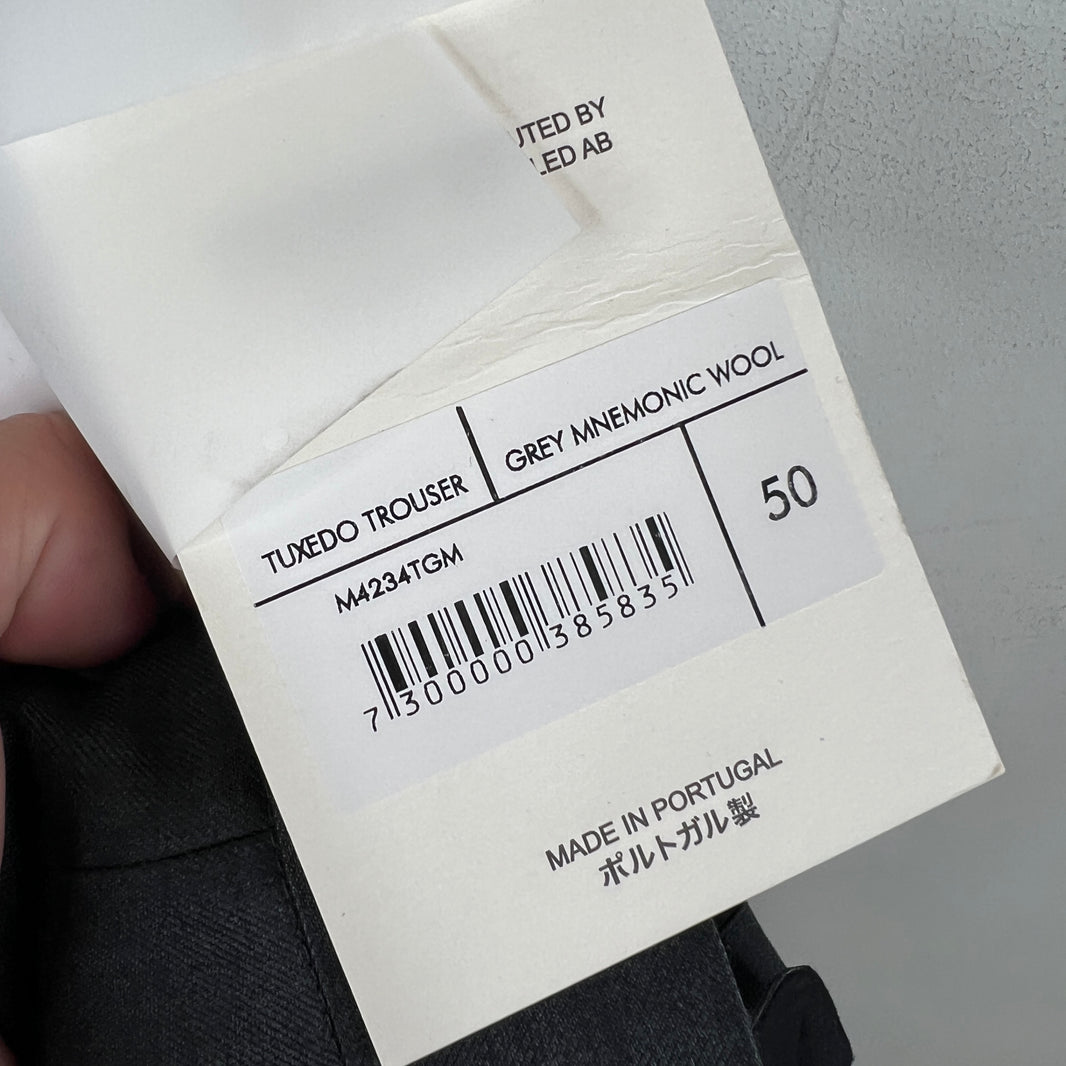 UTED BY
LED AB
TUXEDO TROUSER
GREY MNEMONIC WOOL
M4234TGM
50
7 300000 385835
MADE IN PORTUGAL
ポルトガル製